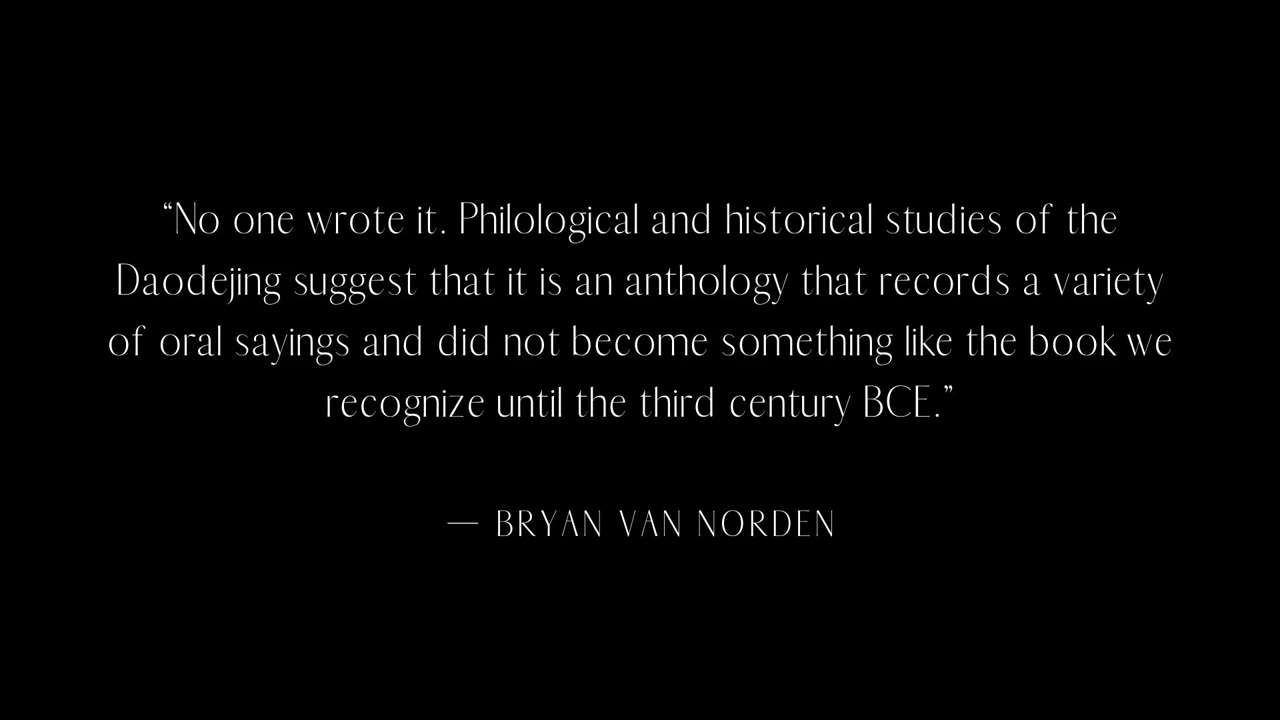 “No one wrote it. Philological and historical studies of the
Daodejing suggest that it is an anthology that records a variety
of oral sayings and did not become something like the book we
recognize until the third century BCE.”
— BRYAN VAN NORDEN